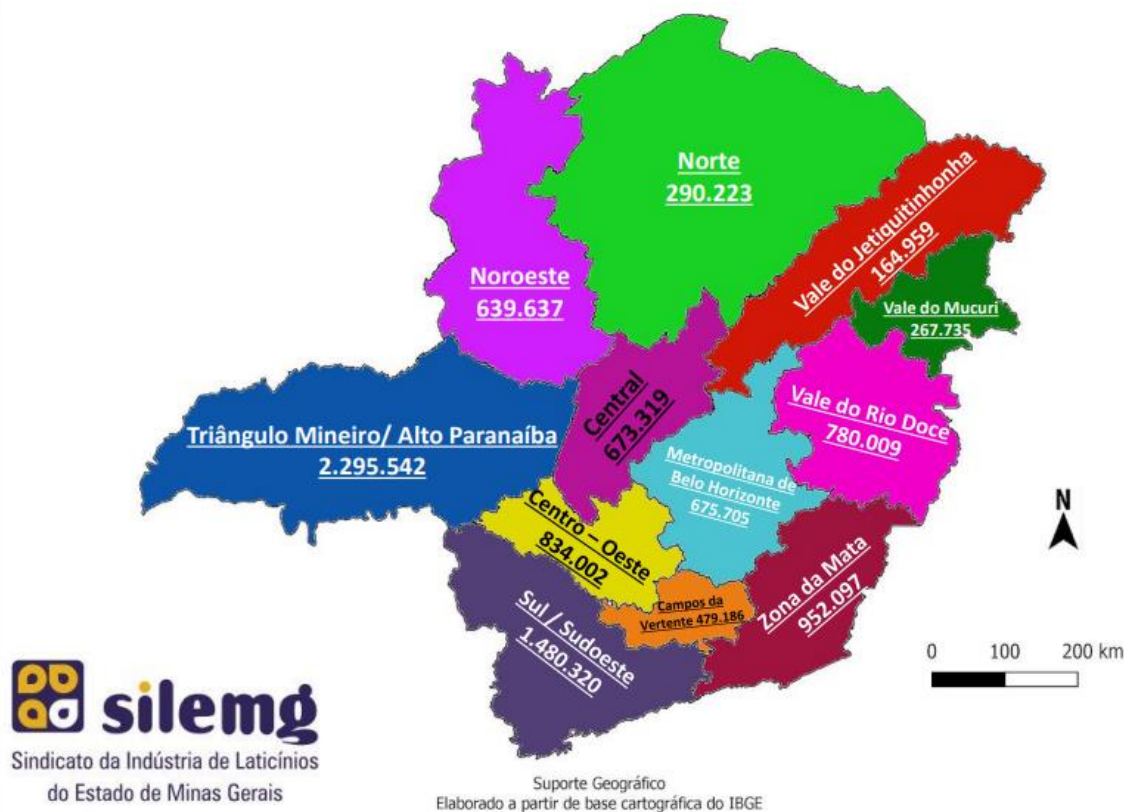 Norte
290.223
Vale do Jetiquitinhonha
164.959
Noroeste
639.637
Vale do Mucuri
267.735
Central
673.319
Vale do Rio Doce
780.009
Triângulo Mineiro/ Alto Paranaíba
2.295.542
Metropolitana de
Belo Horizonte
675.705
Centro – Oeste
834.002
Zona da Mata
952.097
Campos da
Vertente 479.186
Sul / Sudoeste
1.480.320
N
0 100 200 km
silemg
Sindicato da Indústria de Laticínios
do Estado de Minas Gerais
Suporte Geográfico
Elaborado a partir de base cartográfica do IBGE